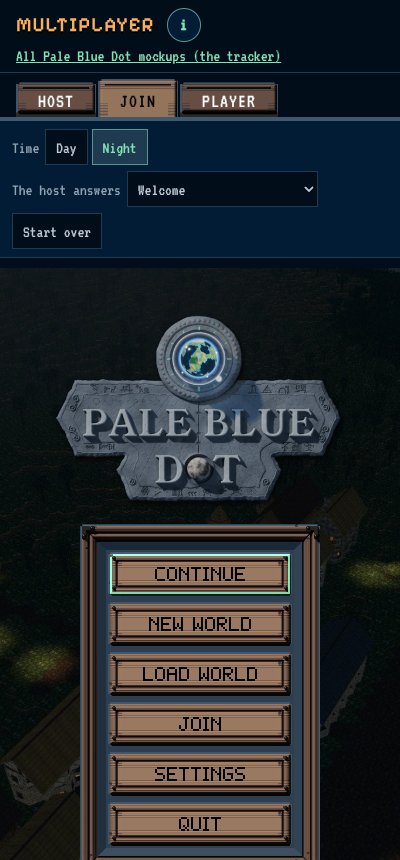 MULTIPLAYER i
All Pale Blue Dot mockups (the tracker)
HOST JOIN PLAYER
Time Day Night
The host answers Welcome
Start over
PALE BLUE
DOT
CONTINUE
NEW WORLD
LOAD WORLD
JOIN
SETTINGS
QUIT